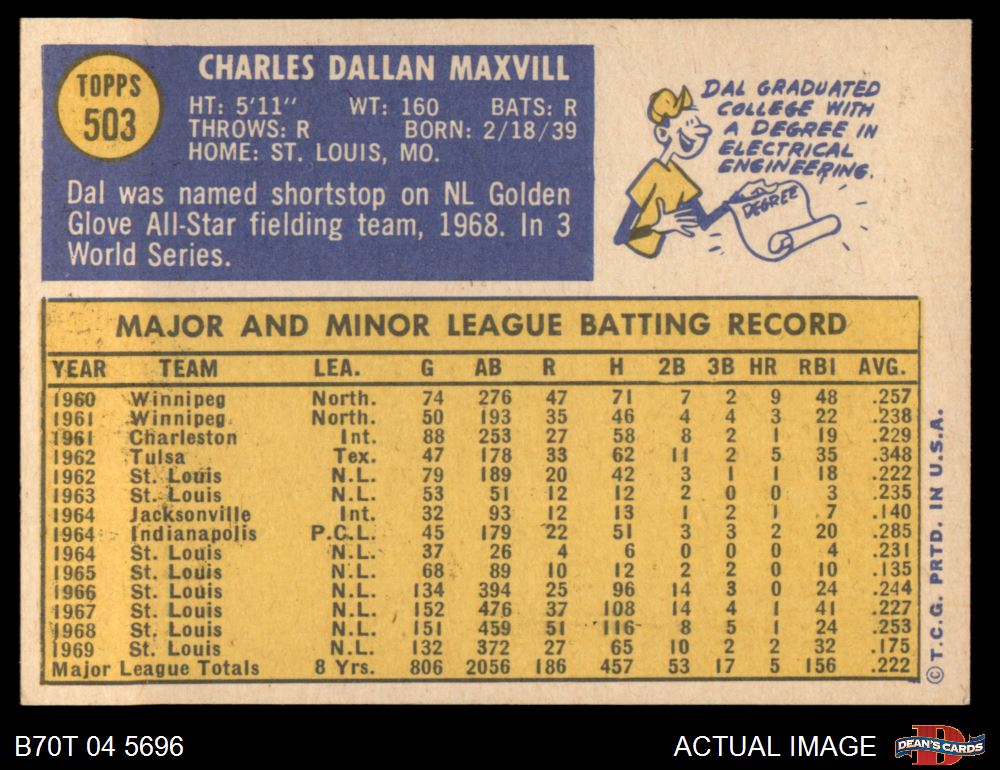 TOPPS
503
CHARLES DALLAN MAXVILL
HT: 5'11" WT: 160 BATS: R
THROWS: R BORN: 2/18/39
HOME: ST. LOUIS, MO.
Dal was named shortstop on NL Golden
Glove All-Star fielding team, 1968. In 3
World Series.
DAL GRADUATED
COLLEGE WITH
A DEGREE IN
ELECTRICAL
ENGINEERING.
DEGREE
MAJOR AND MINOR LEAGUE BATTING RECORD
YEAR TEAM LEA. G AB R H 2B 3B HR RBI AVG.
1960 Winnipeg North. 74 276 47 71 7 2 9 48 .257
1961 Winnipeg North. 50 193 35 46 4 4 3 22 .238
1961 Charleston Int. 88 253 27 58 8 2 1 19 .229
1962 Tulsa Tex. 47 178 33 62 11 2 5 35 .348
1962 St. Louis N.L. 79 189 20 42 3 1 1 18 .222
1963 St. Louis N.L. 53 51 12 12 2 0 0 3 .235
1964 Jacksonville Int. 32 93 12 13 1 2 1 7 .140
1964 Indianapolis P.C.L. 45 179 22 51 3 3 2 20 .285
1964 St. Louis N.L. 37 26 4 6 0 0 0 4 .231
1965 St. Louis N.L. 68 89 10 12 2 2 0 10 .135
1966 St. Louis N.L. 134 394 25 96 14 3 0 24 .244
1967 St. Louis N.L. 152 476 37 108 14 4 1 41 .227
1968 St. Louis N.L. 151 459 51 116 8 5 1 24 .253
1969 St. Louis N.L. 132 372 27 65 10 2 2 32 .175
Major League Totals 8 Yrs. 806 2056 186 457 53 17 5 156 .222
© T.C.G. PRTD. IN U.S.A.
B70T 04 5696
ACTUAL IMAGE
D
DEAN'S CARDS